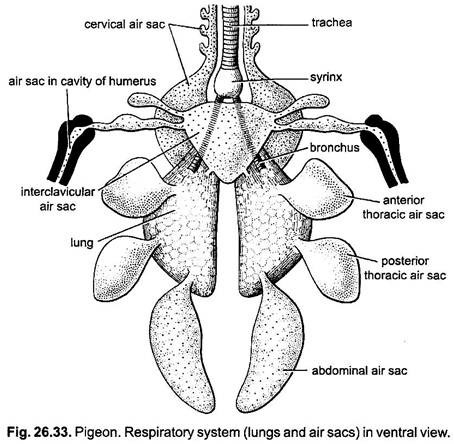 cervical air sac
trachea
air sac in cavity of humerus
syrinx
bronchus
interclavicular
air sac
anterior
thoracic air sac
lung
posterior
thoracic air sac
abdominal air sac
Fig. 26.33. Pigeon. Respiratory system (lungs and air sacs) in ventral view.